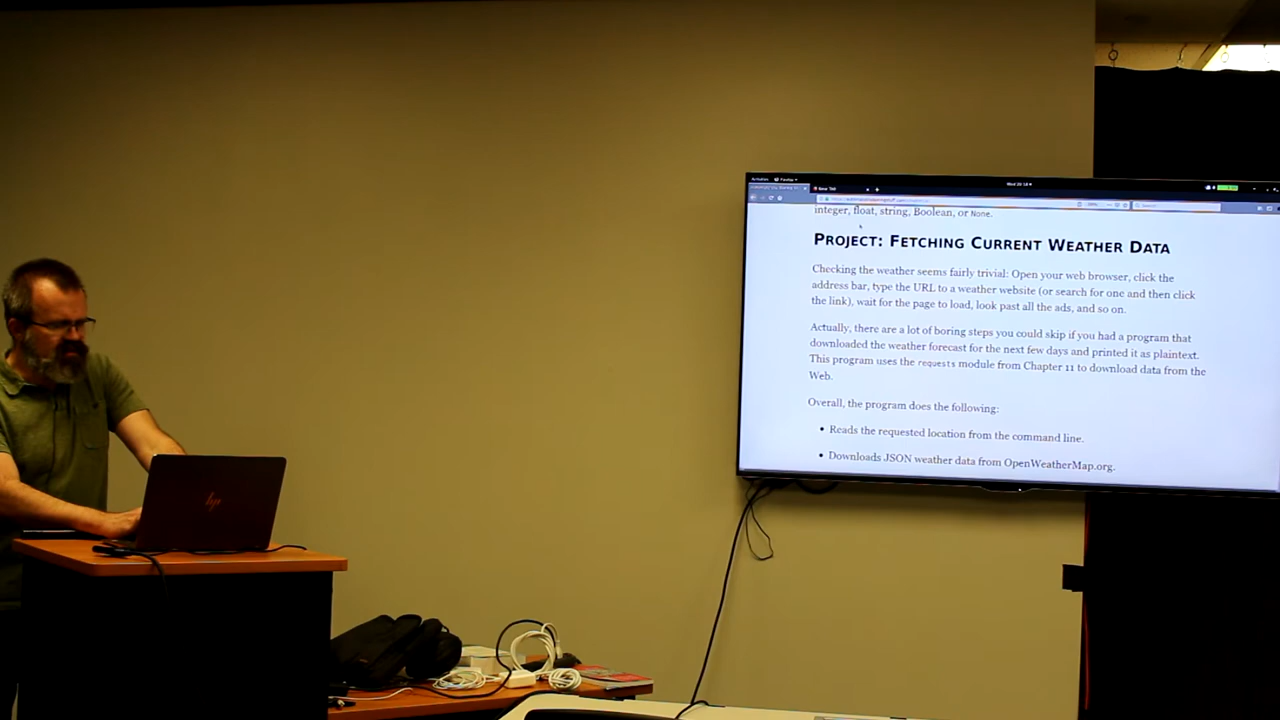 Activities
Wed 20:18
integer, float, string, Boolean, or None.
PROJECT: FETCHING CURRENT WEATHER DATA
Checking the weather seems fairly trivial: Open your web browser, click the
address bar, type the URL to a weather website (or search for one and then click
the link), wait for the page to load, look past all the ads, and so on.
Actually, there are a lot of boring steps you could skip if you had a program that
downloaded the weather forecast for the next few days and printed it as plaintext.
This program uses the requests module from Chapter 11 to download data from the
Web.
Overall, the program does the following:
• Reads the requested location from the command line.
• Downloads JSON weather data from OpenWeatherMap.org.
hp